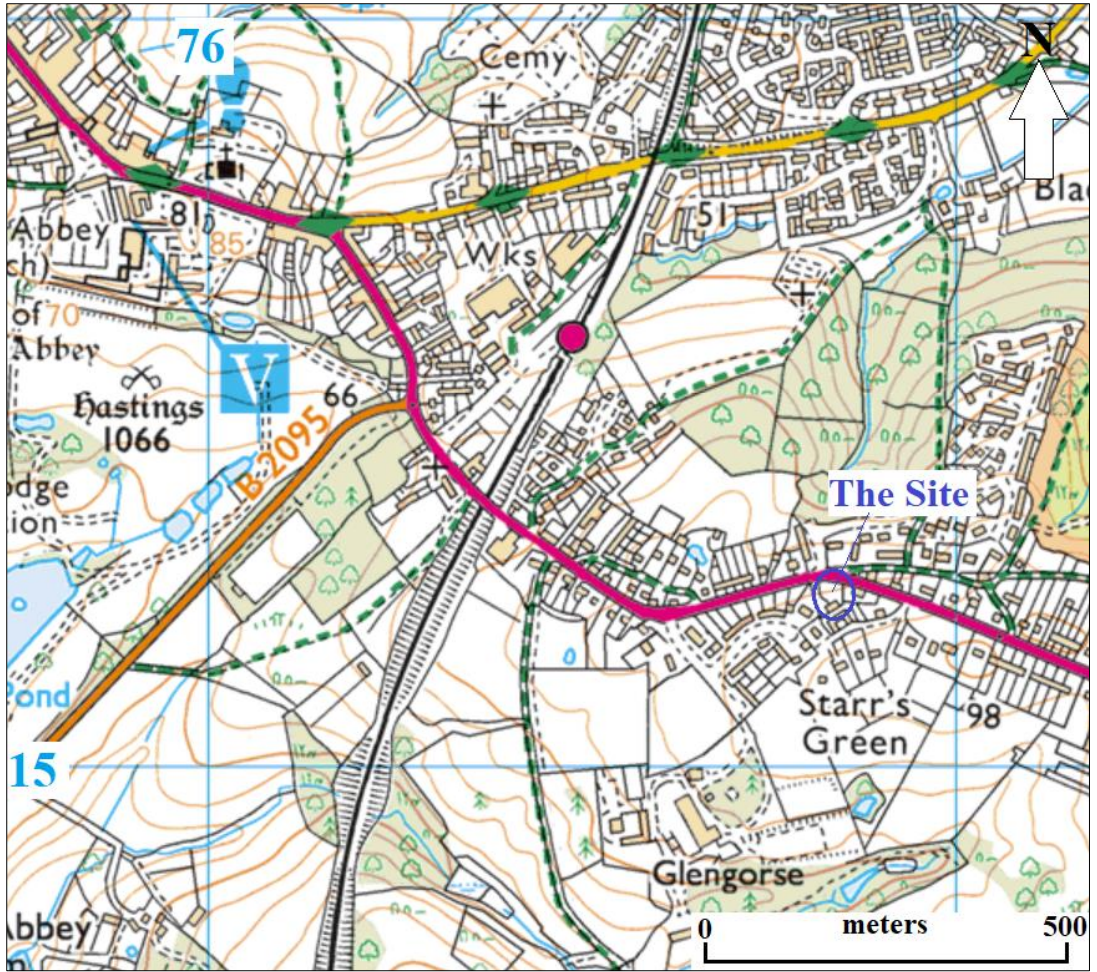 76
Cemy
N
Bla
81
85
51
Abbey
ch)
of 70
Abbey
Wks
V
66
Hastings
1066
B 2095
odge
ion
The Site
Pond
Starr's
Green
98
15
Glengorse
Abbey
0 meters 500